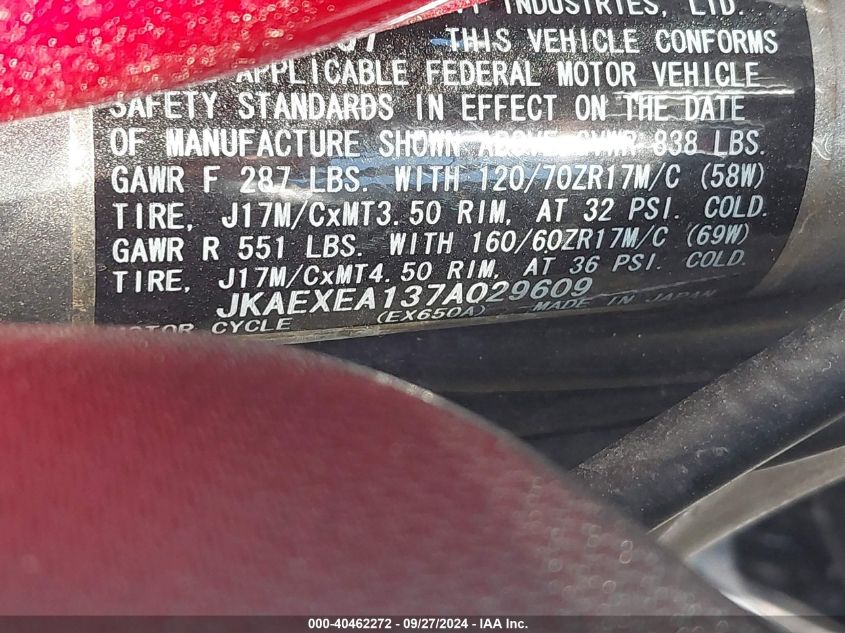 INDUSTRIES, LTD.
THIS VEHICLE CONFORMS
APPLICABLE FEDERAL MOTOR VEHICLE
SAFETY STANDARDS IN EFFECT ON THE DATE
OF MANUFACTURE SHOWN ABOVE GVWR 838 LBS.
GAWR F 287 LBS. WITH 120/70ZR17M/C (58W)
TIRE, J17M/CxMT3.50 RIM, AT 32 PSI. COLD.
GAWR R 551 LBS. WITH 160/60ZR17M/C (69W)
TIRE, J17M/CxMT4.50 RIM, AT 36 PSI. COLD.
JKAEXEA137A029609
CYCLE (EX650A) MADE IN JAPAN
000-40462272 - 09/27/2024 - IAA Inc.